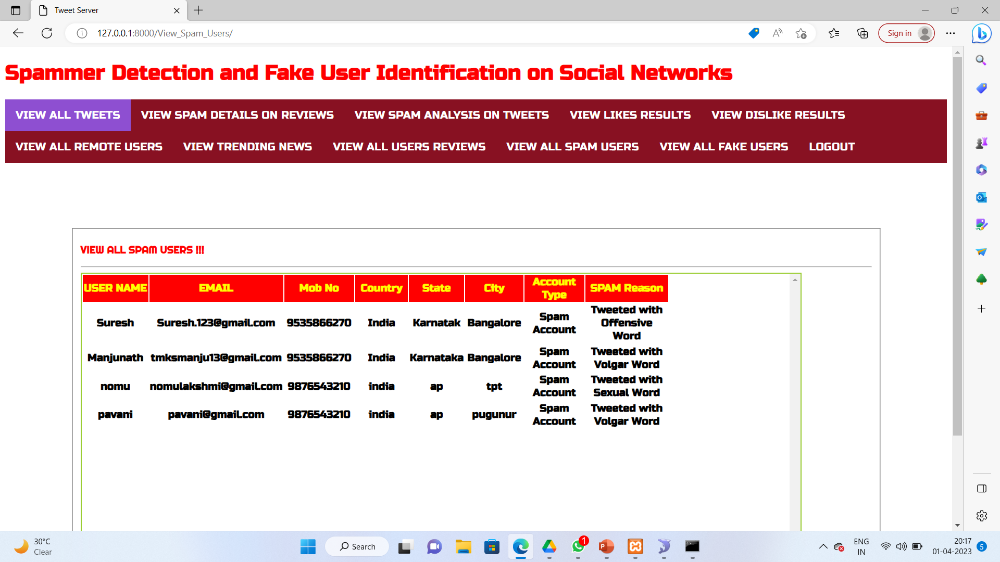 Tweet Server
127.0.0.1:8000/View_Spam_Users/
Sign in
Spammer Detection and Fake User Identification on Social Networks
VIEW ALL TWEETS VIEW SPAM DETAILS ON REVIEWS VIEW SPAM ANALYSIS ON TWEETS VIEW LIKES RESULTS VIEW DISLIKE RESULTS
VIEW ALL REMOTE USERS VIEW TRENDING NEWS VIEW ALL USERS REVIEWS VIEW ALL SPAM USERS VIEW ALL FAKE USERS LOGOUT
VIEW ALL SPAM USERS !!!
USER NAME EMAIL Mob No Country State City Account Type SPAM Reason
Suresh Suresh.123@gmail.com 9535866270 India Karnatak Bangalore Spam Account Tweeted with Offensive Word
Manjunath tmksmanju13@gmail.com 9535866270 India Karnataka Bangalore Spam Account Tweeted with Volgar Word
nomu nomulakshmi@gmail.com 9876543210 india ap tpt Spam Account Tweeted with Sexual Word
pavani pavani@gmail.com 9876543210 india ap pugunur Spam Account Tweeted with Volgar Word
30°C
Clear
Search
1
ENG
IN
20:17
01-04-2023
5